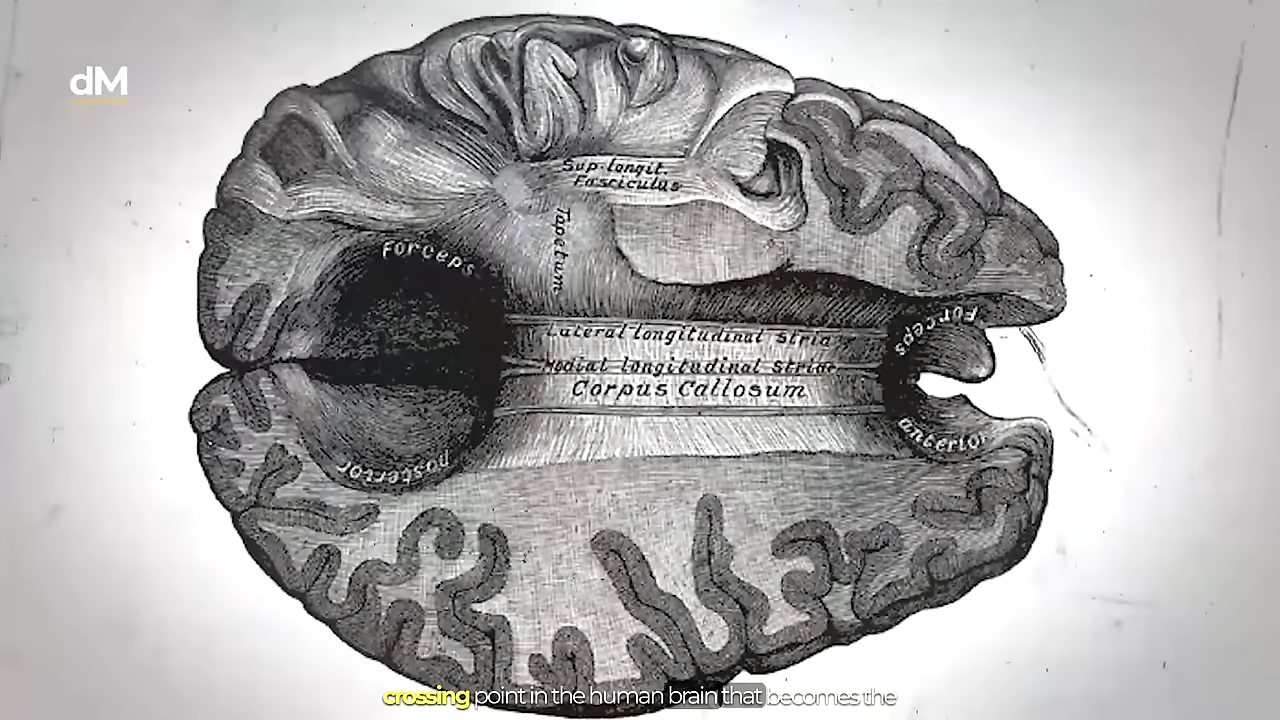 dM
Sup. longit.
Fasciculus
Tapetum
Forceps
Forceps
Lateral longitudinal Stria
Medial longitudinal Striae
Corpus Callosum
anterior
posterior
crossing point in the human brain that becomes the